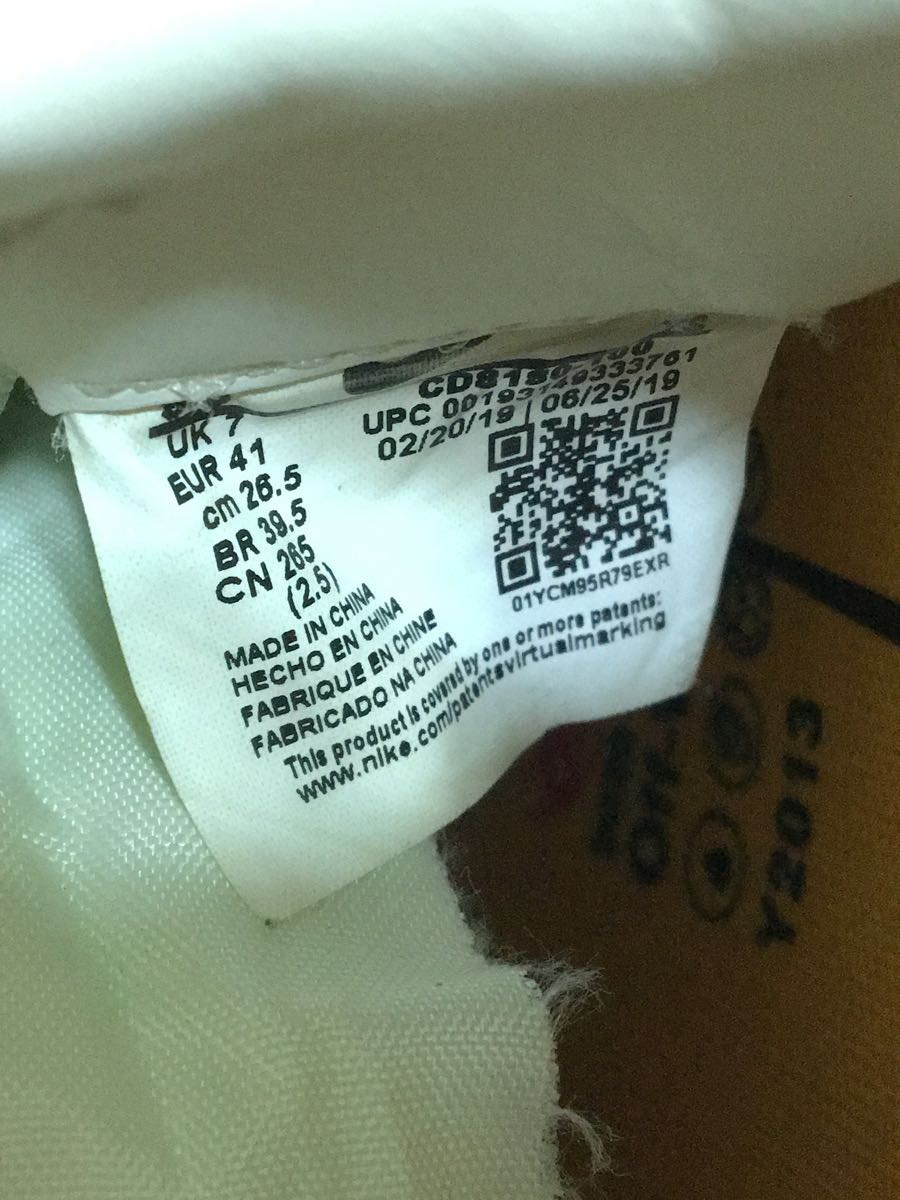 UK 7
EUR 41
cm 26.5
BR 39.5
CN 265
(2.5)
MADE IN CHINA
HECHO EN CHINA
FABRIQUE EN CHINE
FABRICADO NA CHINA
This product is covered by one or more patents:
www.nike.com/patentsvirtualmarking
UPC
02/20/19 06/25/19
01YCM95R79EXR
Y2013